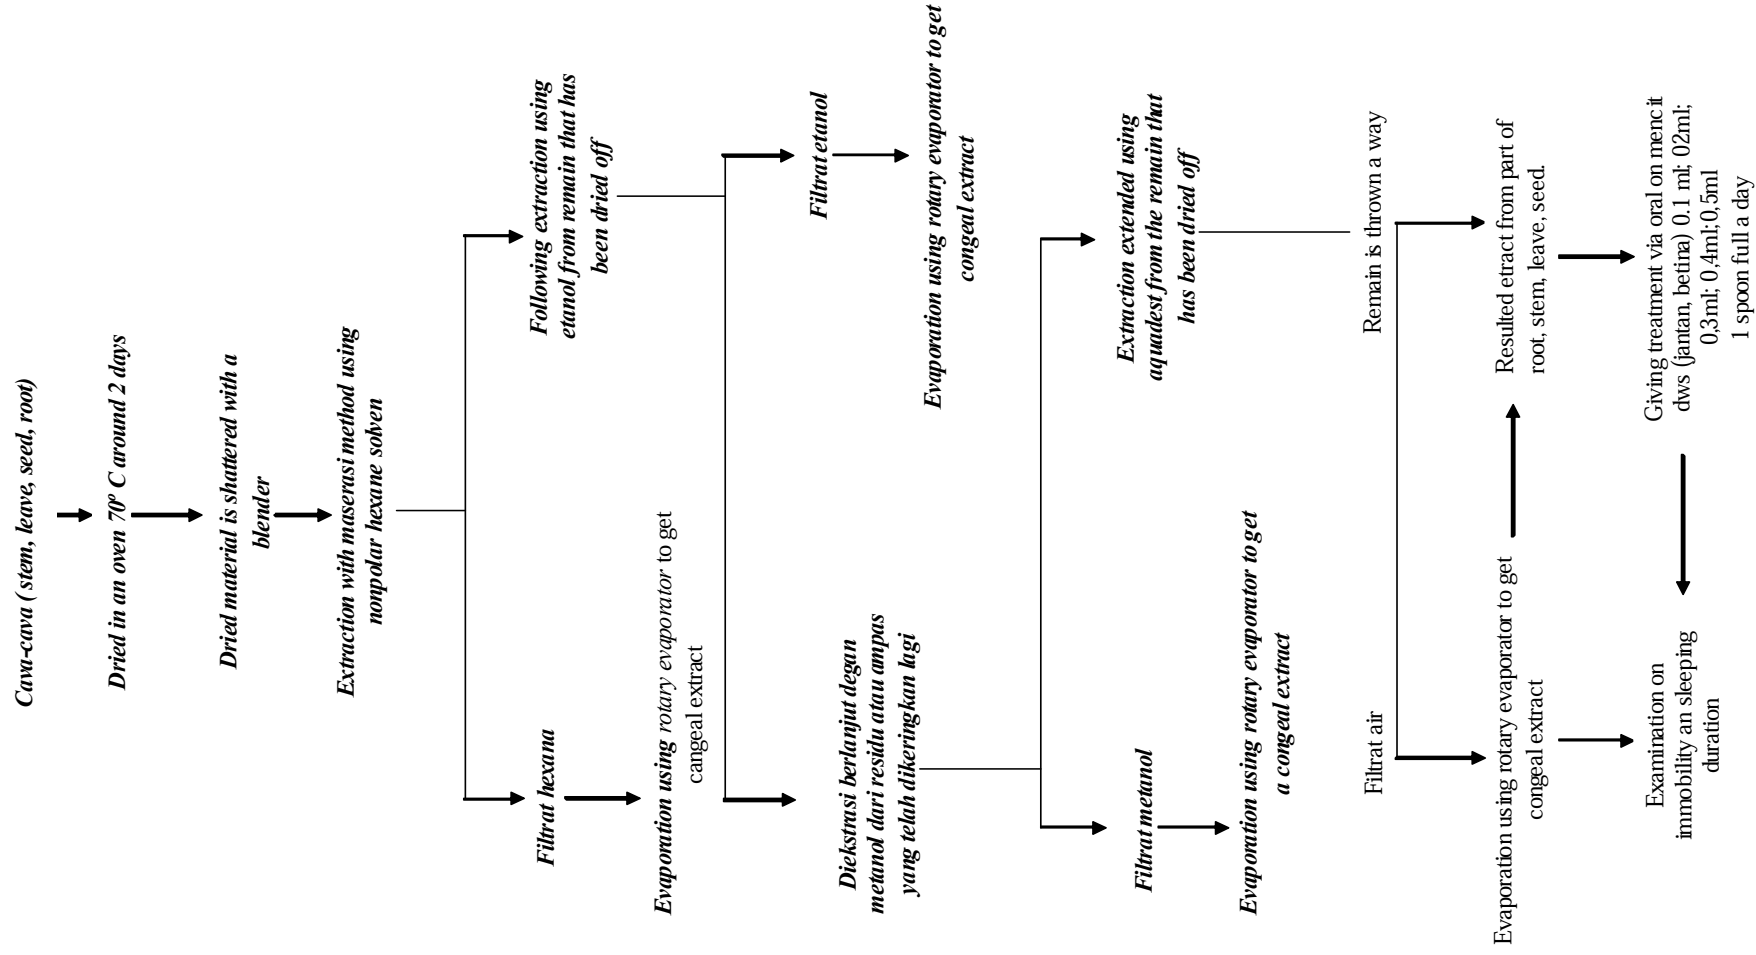 Cava-cava ( stem, leave, seed, root)
Dried in an oven 70º C around 2 days
Dried material is shattered with a
blender
Extraction with maserasi method using
nonpolar hexane solven
Filtrat hexana
Following extraction using
etanol from remain that has
been dried off
Evaporation using rotary evaporator to get
cangeal extract
Filtrat etanol
Diekstrasi berlanjut degan
metanol dari residu atau ampas
yang telah dikeringkan lagi
Evaporation using rotary evaporator to get
congeal extract
Filtrat metanol
Extraction extended using
aquadest from the remain that
has been dried off
Evaporation using rotary evaporator to get
a congeal extract
Filtrat air
Remain is thrown a way
Evaporation using rotary evaporator to get
congeal extract
Resulted etract from part of
root, stem, leave, seed.
Giving treatment via oral on mencit
dws (jantan, betina) 0.1 ml; 02ml;
0,3ml; 0,4ml;0,5ml
1 spoon full a day
Examination on
immobility an sleeping
duration